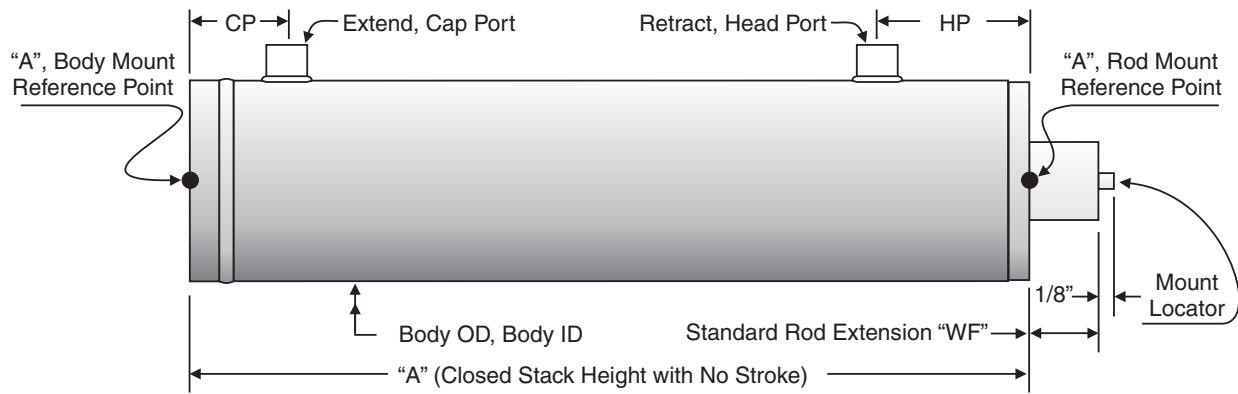 CP
Extend, Cap Port
Retract, Head Port
HP
“A”, Body Mount
Reference Point
“A”, Rod Mount
Reference Point
1/8”
Mount
Locator
Body OD, Body ID
Standard Rod Extension “WF”
“A” (Closed Stack Height with No Stroke)